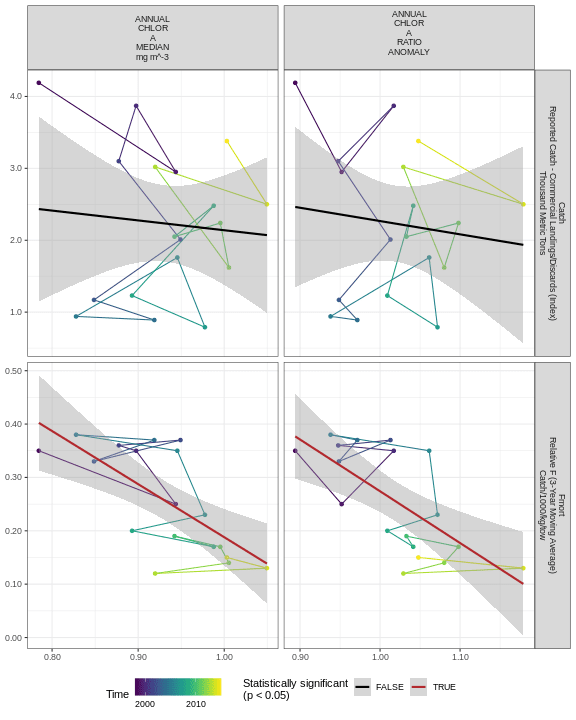 ANNUAL
CHLOR
A
MEDIAN
mg m^-3
ANNUAL
CHLOR
A
RATIO
ANOMALY
4.0
3.0
2.0
1.0
Catch
Reported Catch - Commercial Landings/Discards (Index)
Thousand Metric Tons
0.50
0.40
0.30
0.20
0.10
0.00
Fmort
Relative F (3-Year Moving Average)
Catch/1000/kg/tow
0.80
0.90
1.00
0.90
1.00
1.10
Time
2000
2010
Statistically significant
(p < 0.05)
FALSE
TRUE